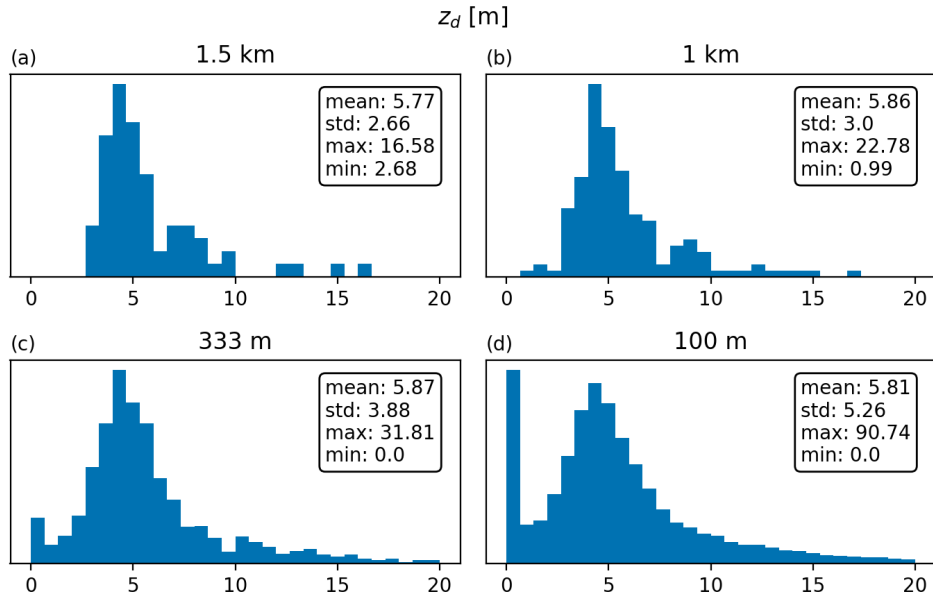 z_d [m]
(a) 1.5 km
mean: 5.77
std: 2.66
max: 16.58
min: 2.68
0 5 10 15 20
(b) 1 km
mean: 5.86
std: 3.0
max: 22.78
min: 0.99
0 5 10 15 20
(c) 333 m
mean: 5.87
std: 3.88
max: 31.81
min: 0.0
0 5 10 15 20
(d) 100 m
mean: 5.81
std: 5.26
max: 90.74
min: 0.0
0 5 10 15 20